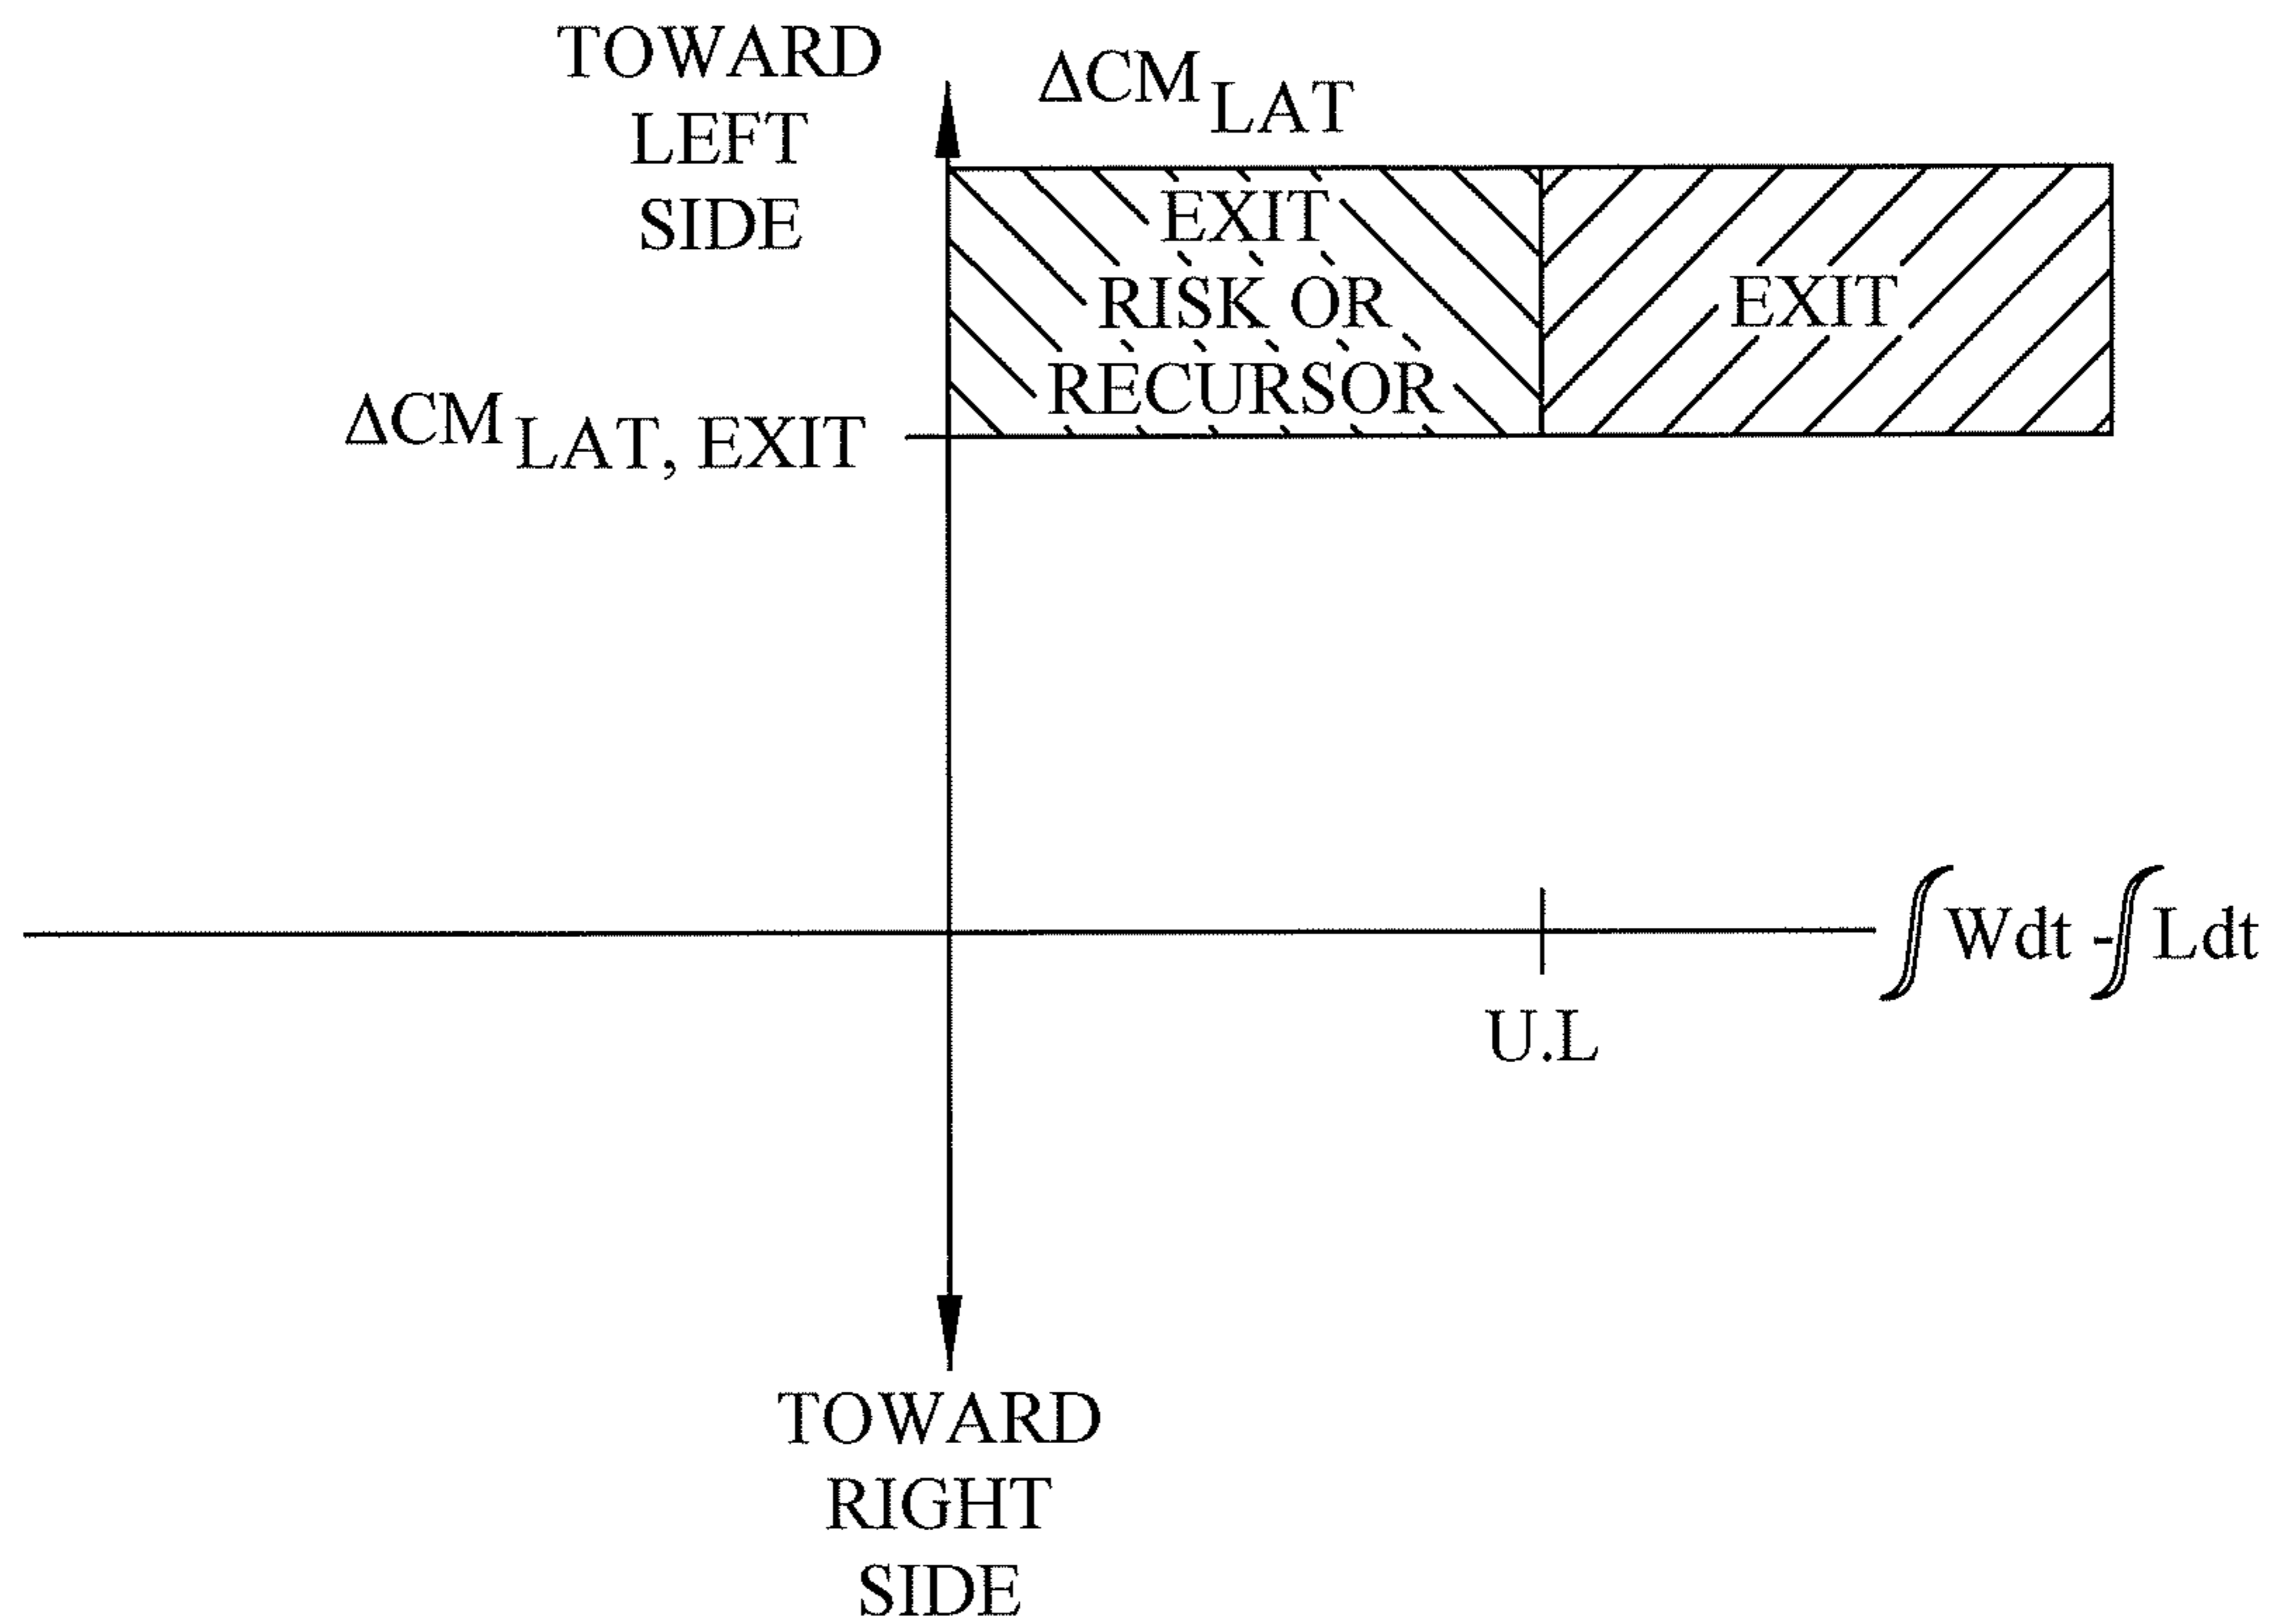 TOWARD
LEFT
SIDE
ΔCM LAT
EXIT
RISK OR
RECURSOR
EXIT
ΔCM LAT, EXIT
∫Wdt -∫Ldt
U.L
TOWARD
RIGHT
SIDE